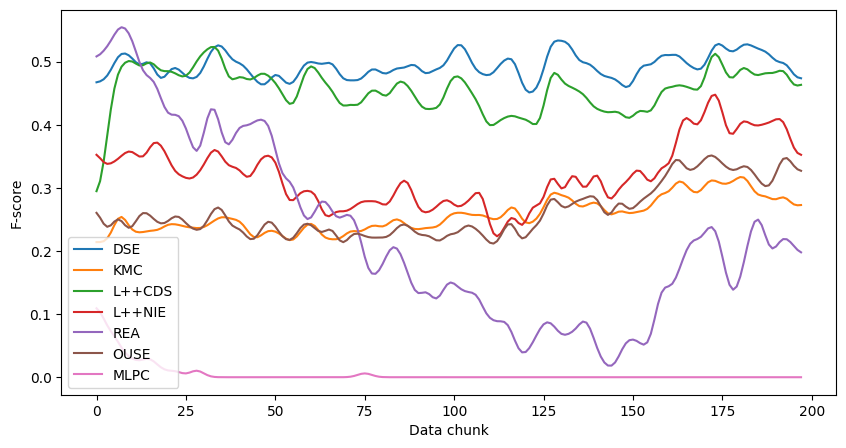 F-score
0.5
0.4
0.3
0.2
0.1
0.0
DSE
KMC
L++CDS
L++NIE
REA
OUSE
MLPC
0 25 50 75 100 125 150 175 200
Data chunk